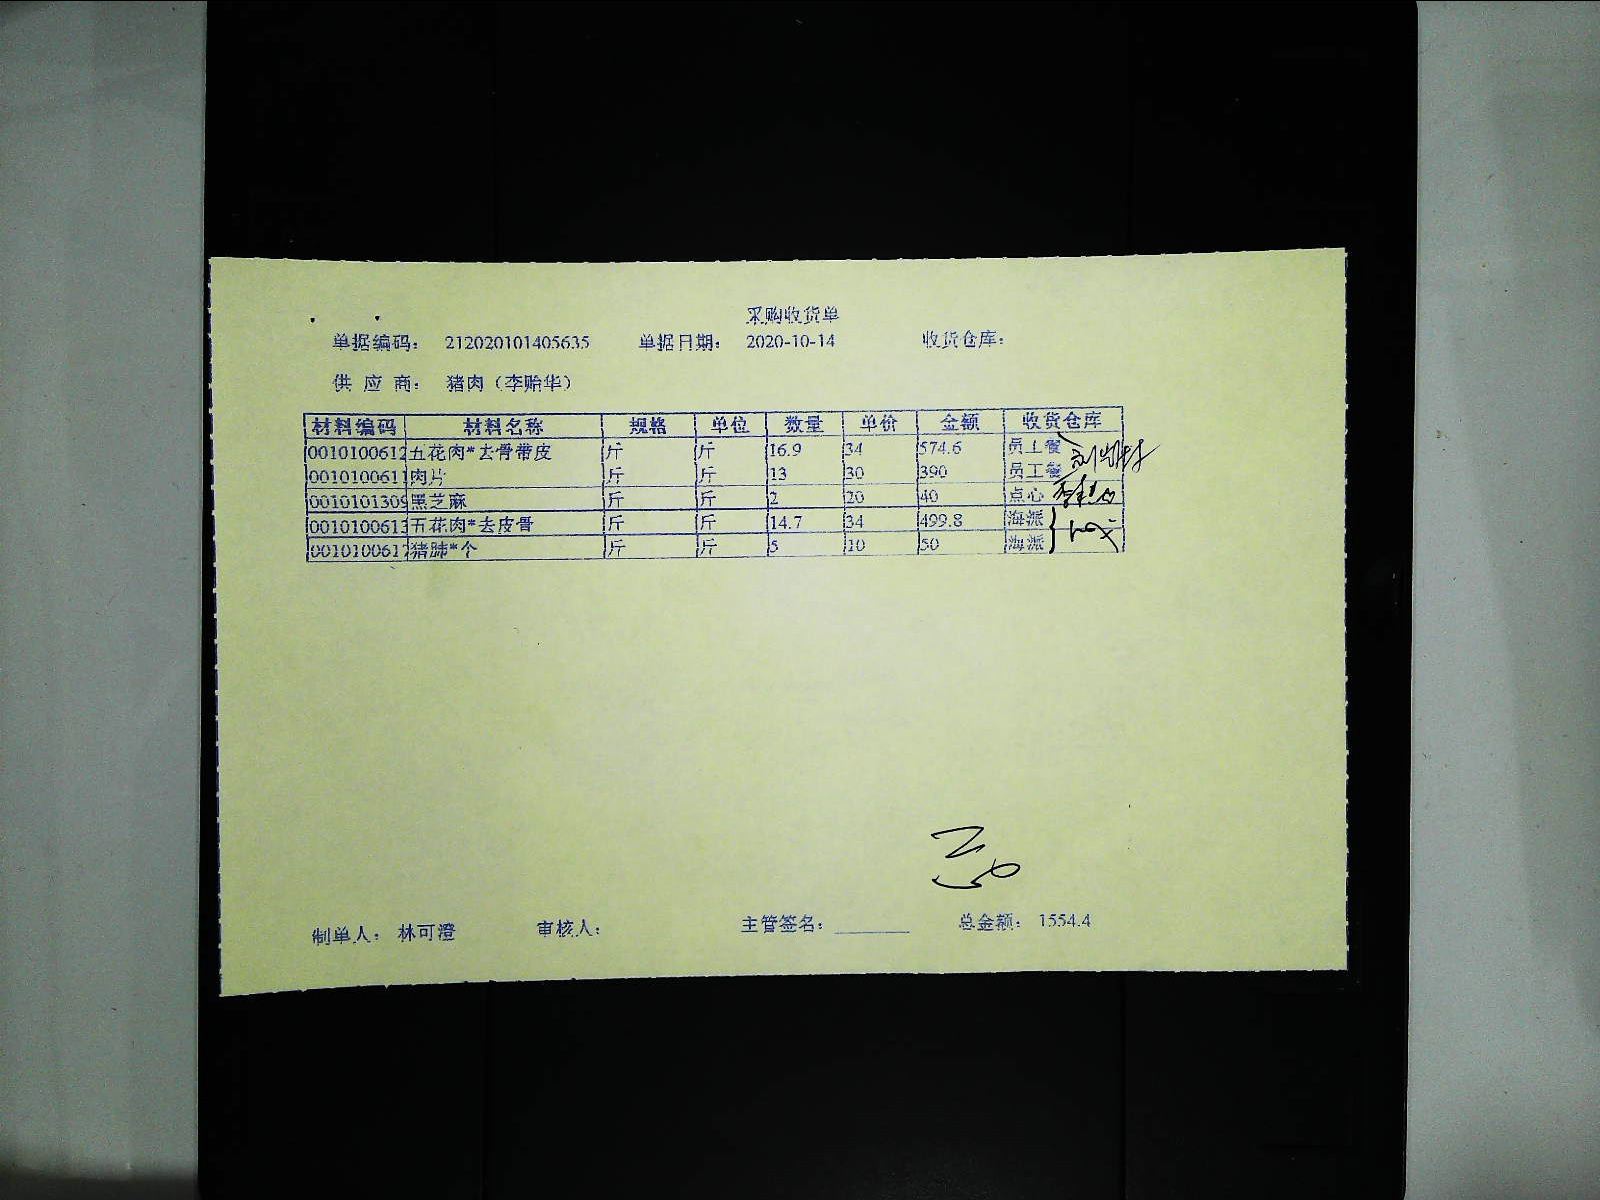 采购收货单
单据编码： 212020101405635 单据日期： 2020-10-14 收货仓库：
供 应 商： 猪肉（李贻华）
材料编码 材料名称 规格 单位 数量 单价 金额 收货仓库
0010100612 五花肉*去骨带皮 斤 斤 16.9 34 574.6 员工餐
0010100611 肉片 斤 斤 13 30 390 员工餐
0010101309 黑芝麻 斤 斤 2 20 40 点心
0010100613 五花肉*去皮骨 斤 斤 14.7 34 499.8 海派
0010100617 猪肺*个 斤 斤 5 10 50 海派
制单人： 林可澄 审核人： 主管签名： 总金额： 1554.4